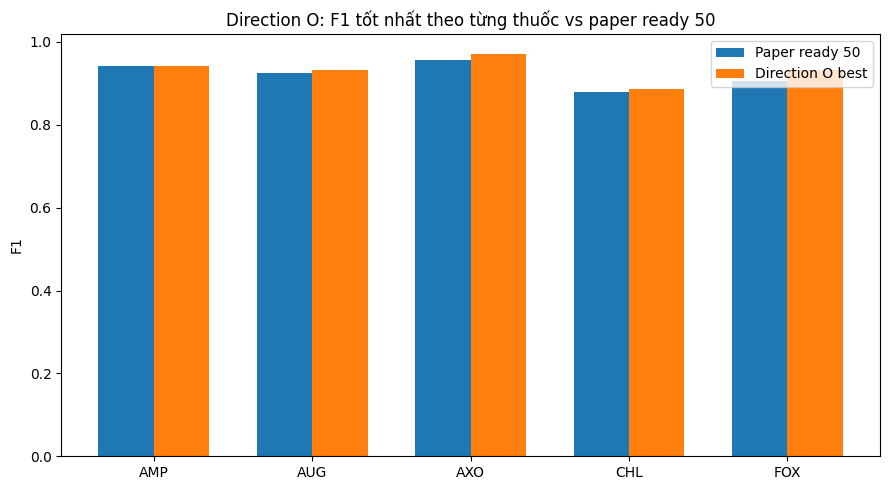 Direction O: F1 tốt nhất theo từng thuốc vs paper ready 50
Paper ready 50
Direction O best
F1
1.0
0.8
0.6
0.4
0.2
0.0
AMP AUG AXO CHL FOX